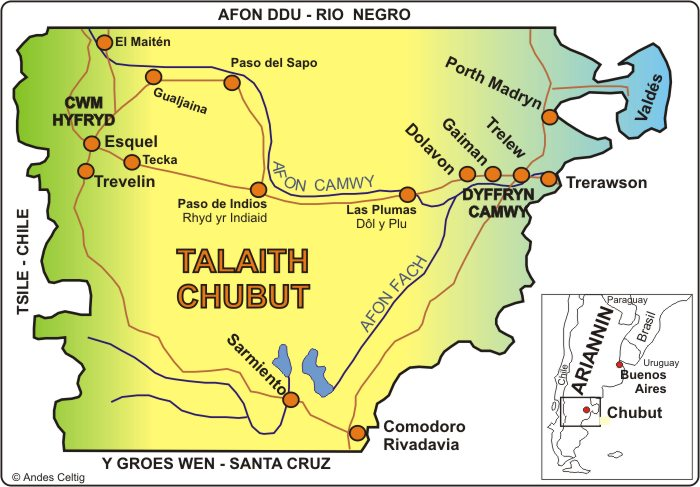 AFON DDU - RIO NEGRO
El Maitén
Paso del Sapo
Gualjaina
CWM
HYFRYD
Esquel
Tecka
Trevelin
Porth Madryn
Valdés
Trelew
Gaiman
Dolavon
Trerawson
DYFFRYN
CAMWY
AFON CAMWY
Paso de Indios
Rhyd yr Indiaid
Las Plumas
Dôl y Plu
TSILE - CHILE
TALAITH
CHUBUT
AFON FACH
Sarmiento
Comodoro
Rivadavia
Y GROES WEN - SANTA CRUZ
© Andes Celtig
Paraguay
Brasil
ARIANNIN
Chile
Uruguay
Buenos
Aires
Chubut